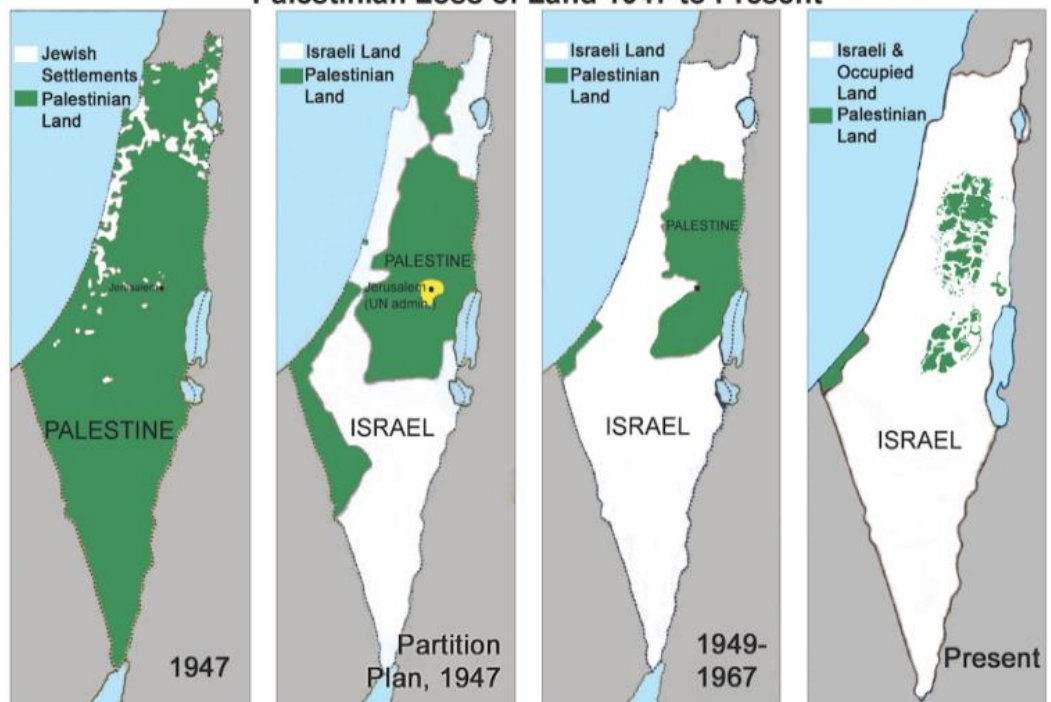 Palestinian Loss of Land 1947 to Present
Jewish
Settlements
Palestinian
Land
Jerusalem
PALESTINE
1947
Israeli Land
Palestinian
Land
PALESTINE
Jerusalem
(UN admin.)
ISRAEL
Partition
Plan, 1947
Israeli Land
Palestinian
Land
PALESTINE
ISRAEL
1949-
1967
Israeli &
Occupied
Land
Palestinian
Land
ISRAEL
Present